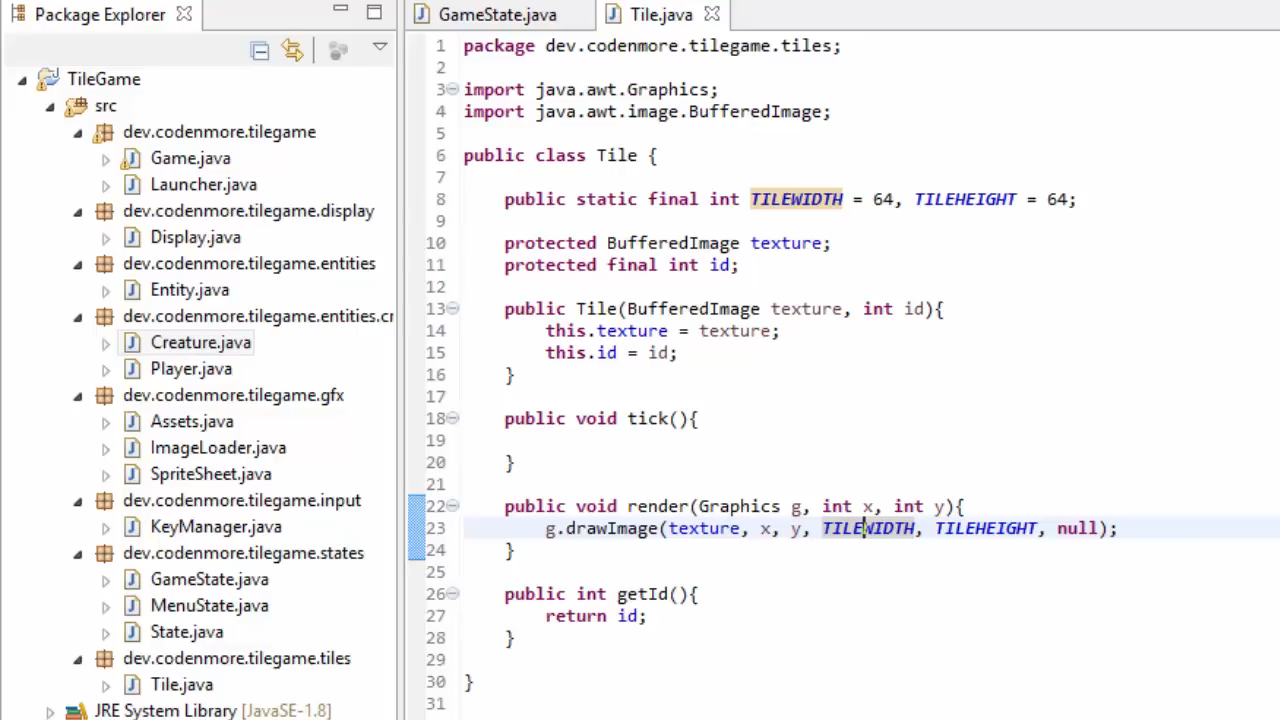 Package Explorer
TileGame
src
dev.codenmore.tilegame
Game.java
Launcher.java
dev.codenmore.tilegame.display
Display.java
dev.codenmore.tilegame.entities
Entity.java
dev.codenmore.tilegame.entities.cr
Creature.java
Player.java
dev.codenmore.tilegame.gfx
Assets.java
ImageLoader.java
SpriteSheet.java
dev.codenmore.tilegame.input
KeyManager.java
dev.codenmore.tilegame.states
GameState.java
MenuState.java
State.java
dev.codenmore.tilegame.tiles
Tile.java
JRE System Library [JavaSE-1.8]
GameState.java
Tile.java
1 package dev.codenmore.tilegame.tiles;
2
3 import java.awt.Graphics;
4 import java.awt.image.BufferedImage;
5
6 public class Tile {
7
8 public static final int TILEWIDTH = 64, TILEHEIGHT = 64;
9
10 protected BufferedImage texture;
11 protected final int id;
12
13 public Tile(BufferedImage texture, int id){
14 this.texture = texture;
15 this.id = id;
16 }
17
18 public void tick(){
19
20 }
21
22 public void render(Graphics g, int x, int y){
23 g.drawImage(texture, x, y, TILEWIDTH, TILEHEIGHT, null);
24 }
25
26 public int getId(){
27 return id;
28 }
29
30 }
31